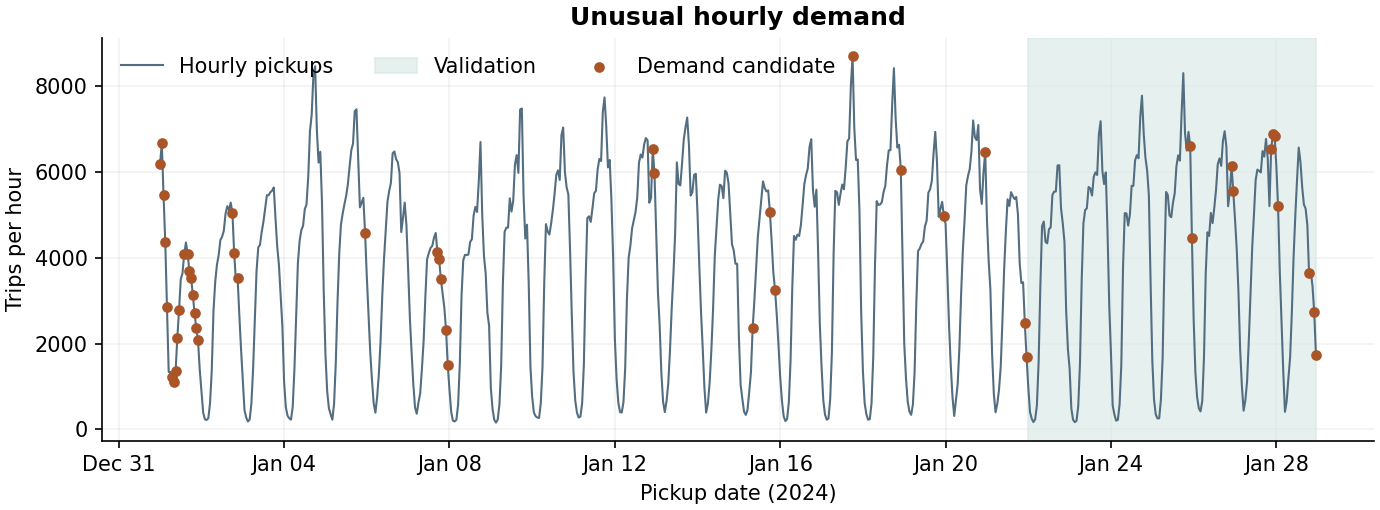 Unusual hourly demand
Hourly pickups Validation Demand candidate
Trips per hour
8000
6000
4000
2000
0
Dec 31 Jan 04 Jan 08 Jan 12 Jan 16 Jan 20 Jan 24 Jan 28
Pickup date (2024)